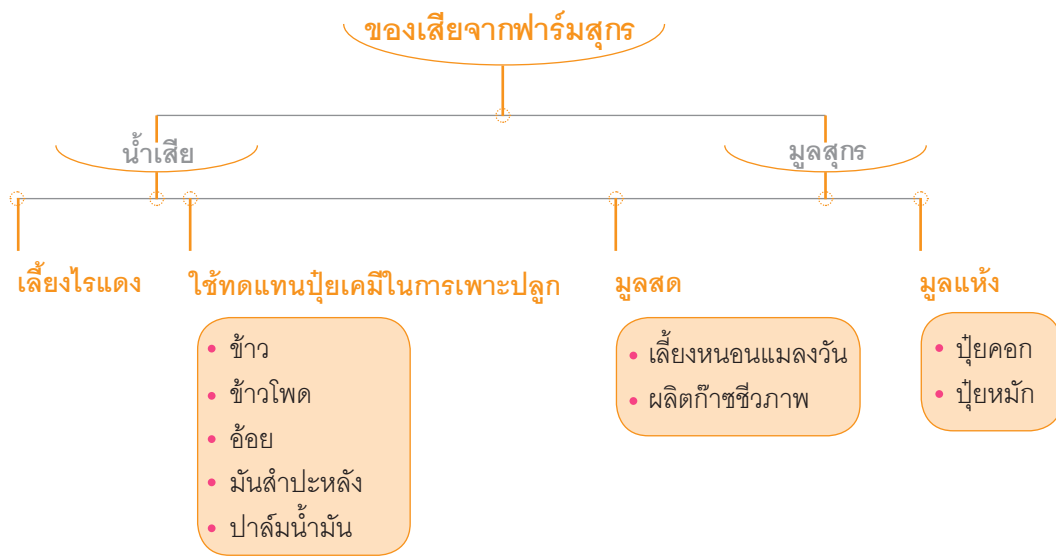 ของเสียจากฟาร์มสุกร
น้ำเสีย
มูลสุกร
เลี้ยงไรแดง
ใช้ทดแทนปุ๋ยเคมีในการเพาะปลูก
มูลสด
มูลแห้ง
• ข้าว
• ข้าวโพด
• อ้อย
• มันสำปะหลัง
• ปาล์มน้ำมัน
• เลี้ยงหนอนแมลงวัน
• ผลิตก๊าซชีวภาพ
• ปุ๋ยคอก
• ปุ๋ยหมัก